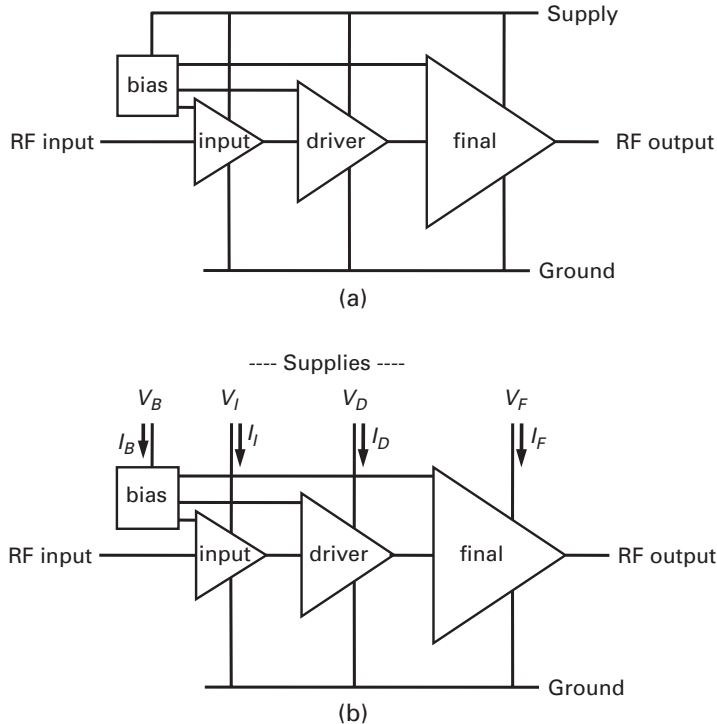 Supply
bias
RF input
input
driver
final
RF output
Ground
(a)
---- Supplies ----
V_B
V_I
V_D
V_F
I_B
I_I
I_D
I_F
bias
RF input
input
driver
final
RF output
Ground
(b)